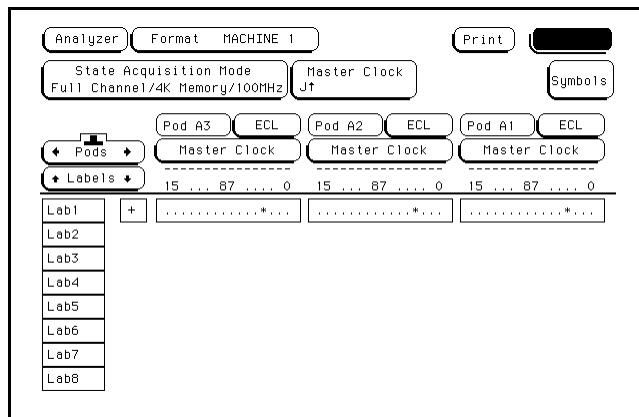 Analyzer Format MACHINE 1 Print
State Acquisition Mode
Full Channel/4K Memory/100MHz
Master Clock
J↑
Symbols
Pod A3 ECL Pod A2 ECL Pod A1 ECL
← Pods → Master Clock Master Clock Master Clock
↑ Labels ↓ 15 ... 87 .... 0 15 ... 87 .... 0 15 ... 87 .... 0
Lab1 + ............*... ............*... ............*...
Lab2
Lab3
Lab4
Lab5
Lab6
Lab7
Lab8